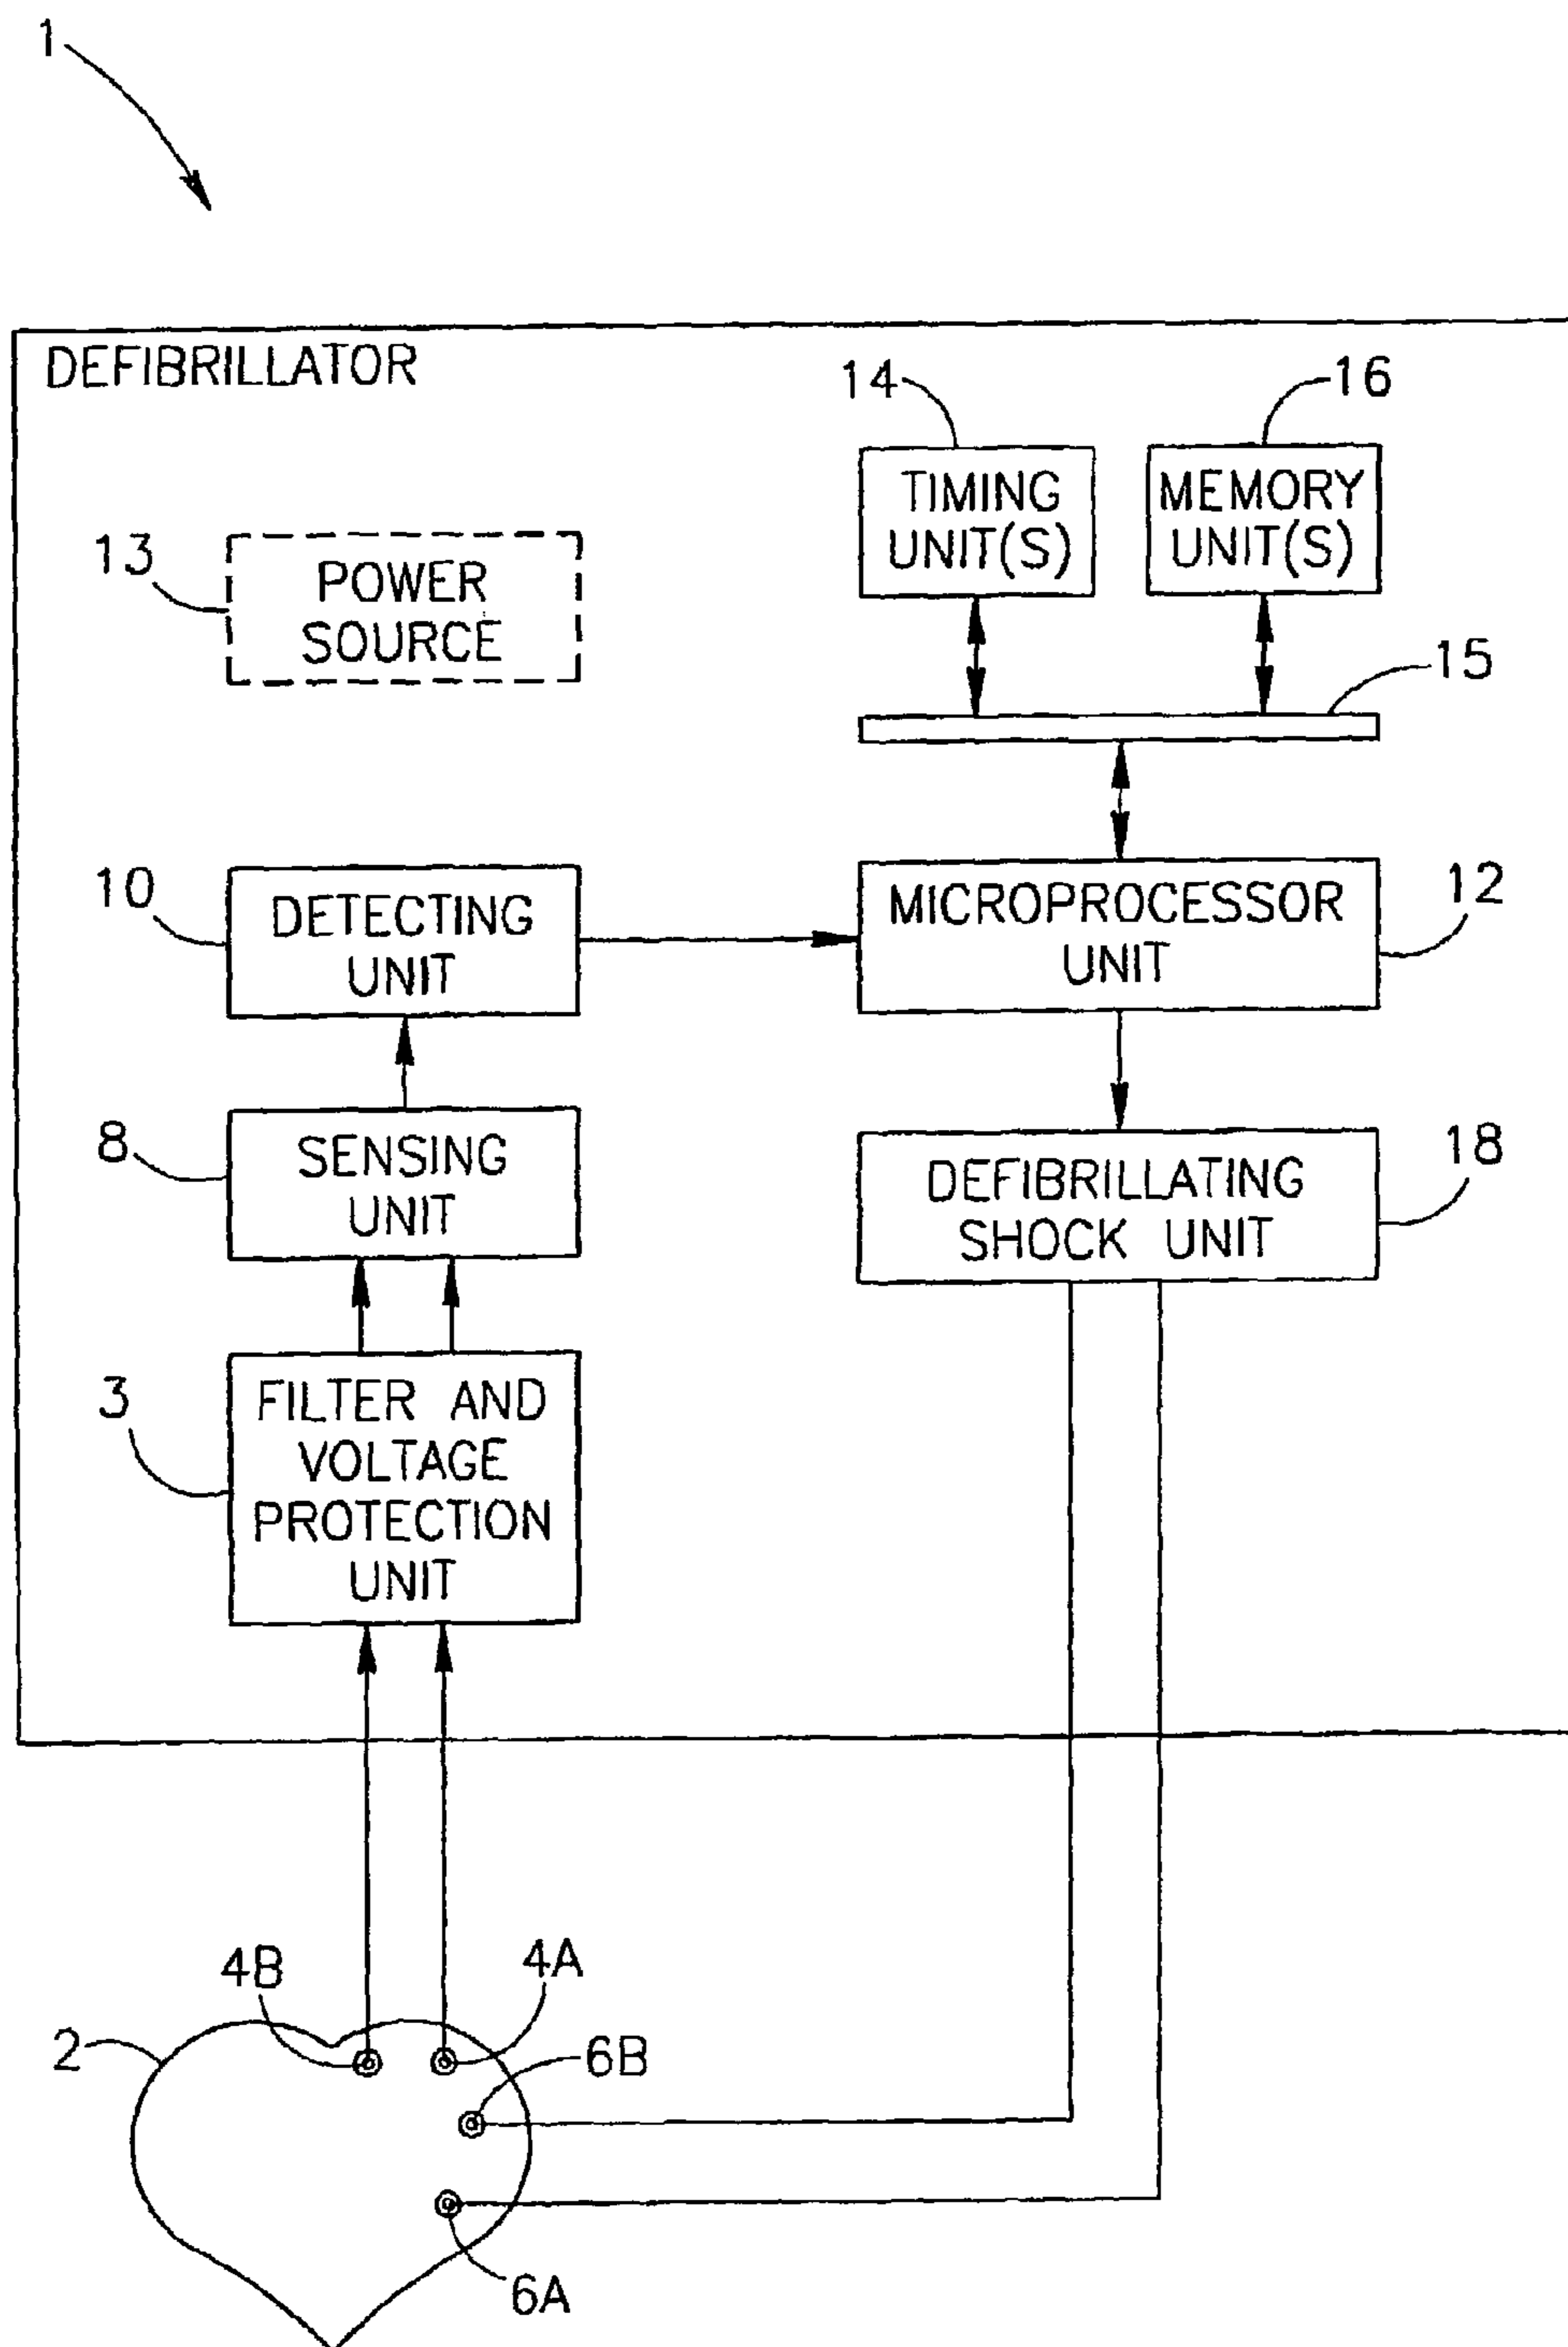 1
DEFIBRILLATOR
14
16
TIMING
UNIT(S)
MEMORY
UNIT(S)
13
POWER
SOURCE
15
10
DETECTING
UNIT
MICROPROCESSOR
UNIT
12
8
SENSING
UNIT
DEFIBRILLATING
SHOCK UNIT
18
3
FILTER AND
VOLTAGE
PROTECTION
UNIT
4B
4A
2
6B
6A